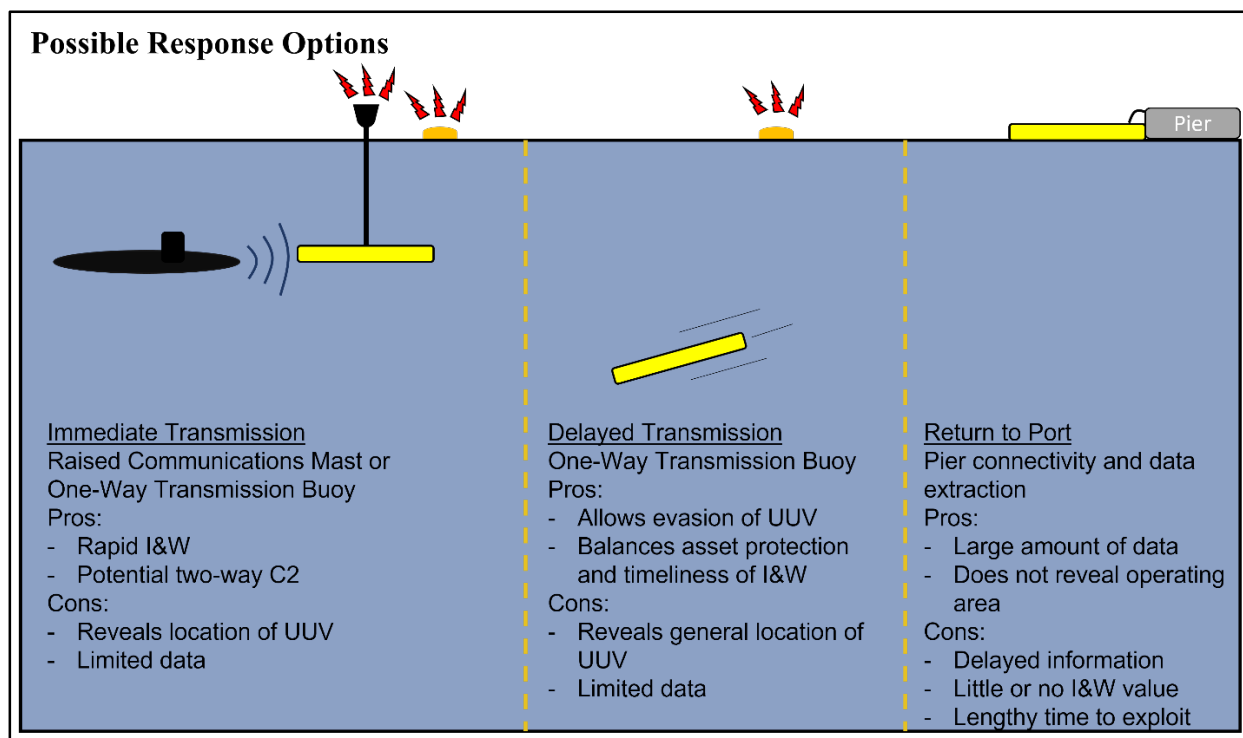 Possible Response Options
Pier
Immediate Transmission
Raised Communications Mast or
One-Way Transmission Buoy
Pros:
- Rapid I&W
- Potential two-way C2
Cons:
- Reveals location of UUV
- Limited data
Delayed Transmission
One-Way Transmission Buoy
Pros:
- Allows evasion of UUV
- Balances asset protection
and timeliness of I&W
Cons:
- Reveals general location of
UUV
- Limited data
Return to Port
Pier connectivity and data
extraction
Pros:
- Large amount of data
- Does not reveal operating
area
Cons:
- Delayed information
- Little or no I&W value
- Lengthy time to exploit